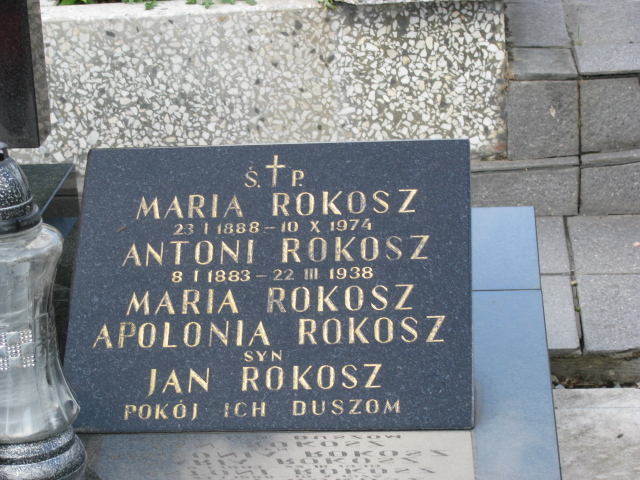 Ś.†P.
MARIA ROKOSZ
23 I 1888 - 10 X 1974
ANTONI ROKOSZ
8 I 1883 - 22 III 1938
MARIA ROKOSZ
APOLONIA ROKOSZ
SYN
JAN ROKOSZ
POKÓJ ICH DUSZOM